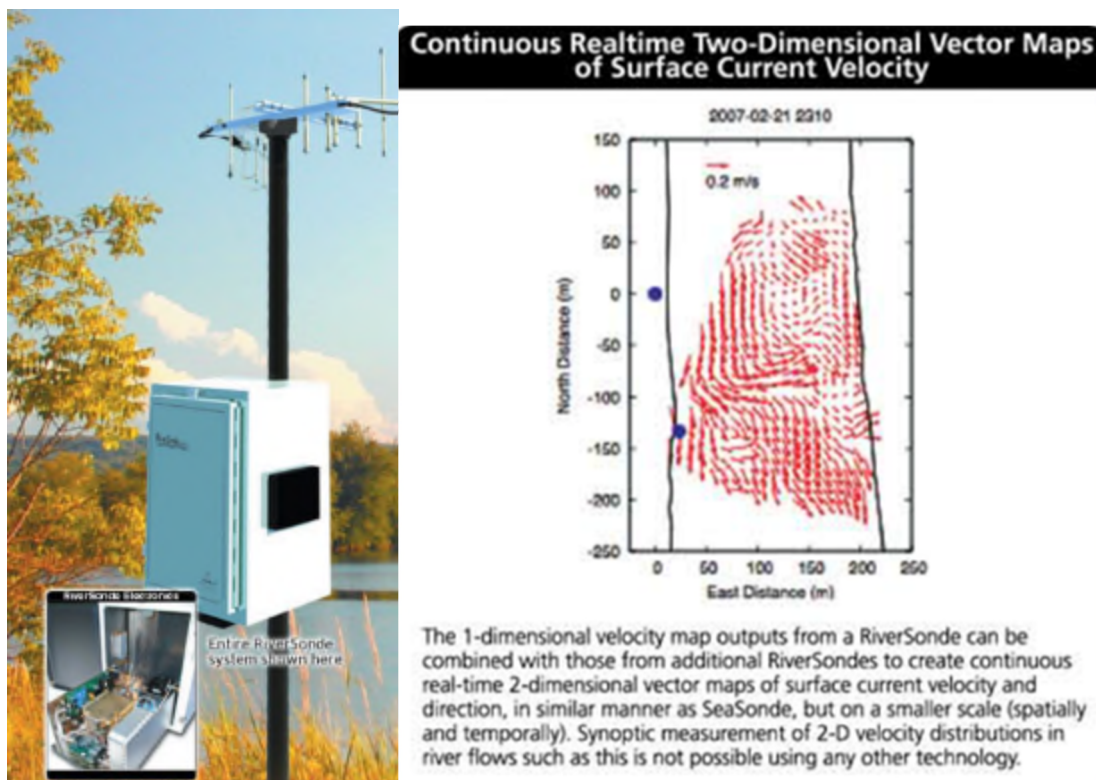 RiverSonde Electronics
Entire RiverSonde
system shown here
Continuous Realtime Two-Dimensional Vector Maps
of Surface Current Velocity
2007-02-21 2310
0.2 m/s
150
100
50
0
-50
-100
-150
-200
-250
North Distance (m)
0 50 100 150 200 250
East Distance (m)
The 1-dimensional velocity map outputs from a RiverSonde can be
combined with those from additional RiverSondes to create continuous
real-time 2-dimensional vector maps of surface current velocity and
direction, in similar manner as SeaSonde, but on a smaller scale (spatially
and temporally). Synoptic measurement of 2-D velocity distributions in
river flows such as this is not possible using any other technology.